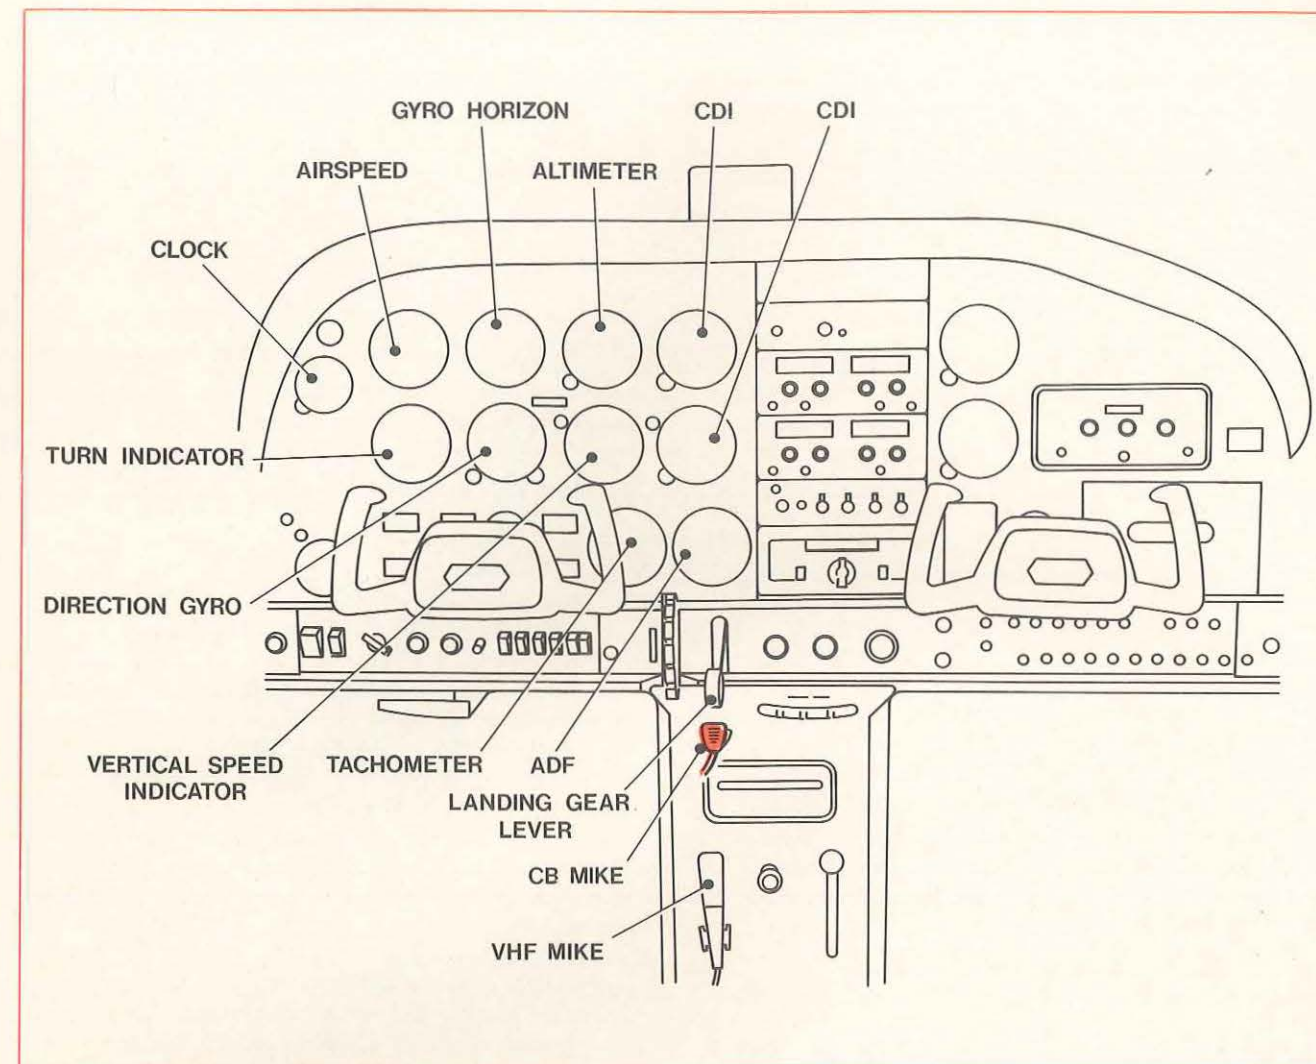 GYRO HORIZON
CDI
CDI
AIRSPEED
ALTIMETER
CLOCK
TURN INDICATOR
DIRECTION GYRO
VERTICAL SPEED
INDICATOR
TACHOMETER
ADF
LANDING GEAR
LEVER
CB MIKE
VHF MIKE